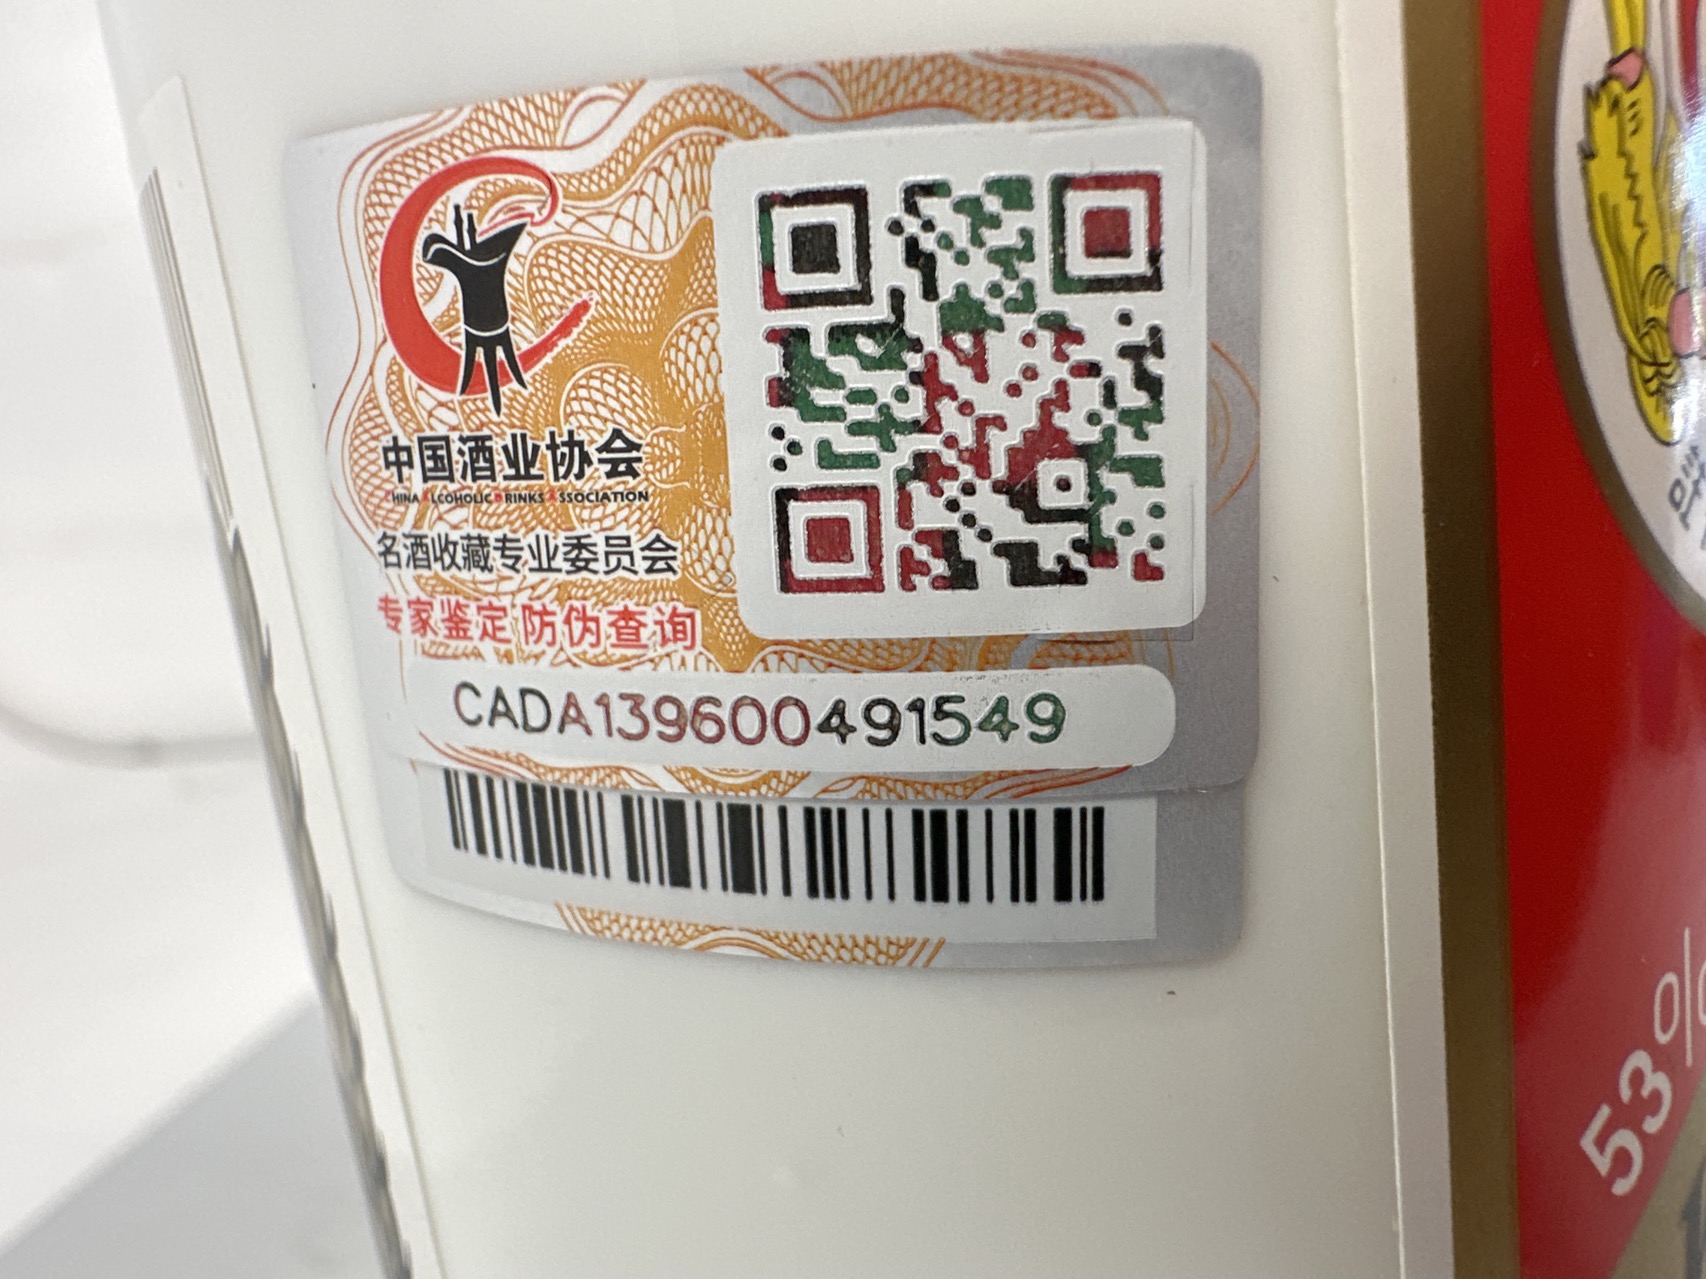 中国酒业协会
CHINA ALCOHOLIC DRINKS ASSOCIATION
名酒收藏专业委员会
专家鉴定 防伪查询
CADA139600491549
53%